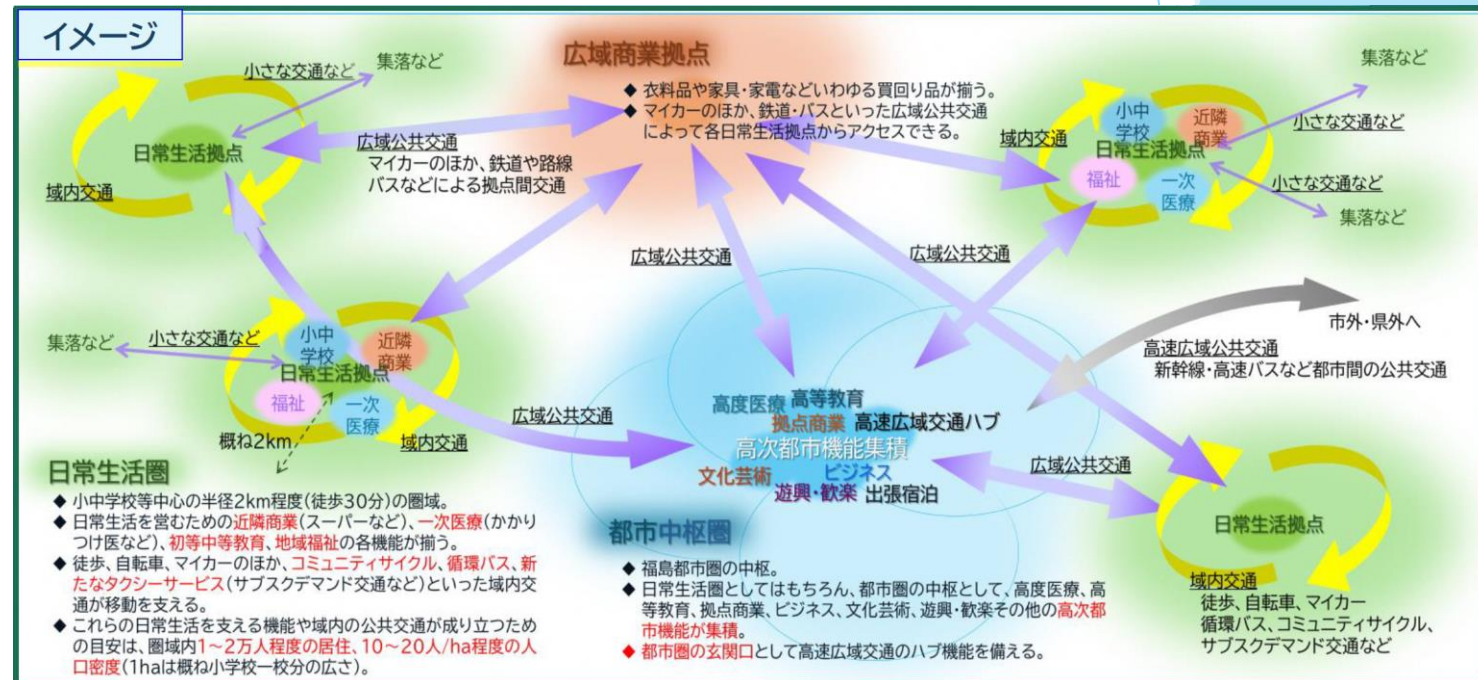 イメージ
小さな交通など
集落など
日常生活拠点
域内交通
広域公共交通
マイカーのほか、鉄道や路線
バスなどによる拠点間交通
広域商業拠点
◆ 衣料品や家具・家電などいわゆる買回り品が揃う。
◆ マイカーのほか、鉄道・バスといった広域公共交通
によって各日常生活拠点からアクセスできる。
集落など
小さな交通など
小中
学校
近隣
商業
域内交通
日常生活拠点
福祉
一次
医療
小さな交通など
集落など
広域公共交通
広域公共交通
集落など
小さな交通など
小中
学校
近隣
商業
日常生活拠点
福祉
一次
医療
概ね2km
域内交通
広域公共交通
市外・県外へ
高速広域公共交通
新幹線・高速バスなど都市間の公共交通
高度医療
高等教育
拠点商業
高速広域交通ハブ
高次都市機能集積
文化芸術
ビジネス
遊興・歓楽
出張宿泊
広域公共交通
日常生活圏
◆ 小中学校等中心の半径2km程度(徒歩30分)の圏域。
◆ 日常生活を営むための近隣商業(スーパーなど)、一次医療(かかり
つけ医など)、初等中等教育、地域福祉の各機能が揃う。
◆ 徒歩、自転車、マイカーのほか、コミュニティサイクル、循環バス、新
たなタクシーサービス(サブスクデマンド交通など)といった域内交
通が移動を支える。
◆ これらの日常生活を支える機能や域内の公共交通が成り立つため
の目安は、圏域内1~2万人程度の居住、10~20人/ha程度の人
口密度(1haは概ね小学校一校分の広さ)。
都市中枢圏
◆ 福島都市圏の中枢。
◆ 日常生活圏としてはもちろん、都市圏の中枢として、高度医療、高
等教育、拠点商業、ビジネス、文化芸術、遊興・歓楽その他の高次都
市機能が集積。
◆ 都市圏の玄関口として高速広域交通のハブ機能を備える。
日常生活拠点
域内交通
徒歩、自転車、マイカー
循環バス、コミュニティサイクル、
サブスクデマンド交通など